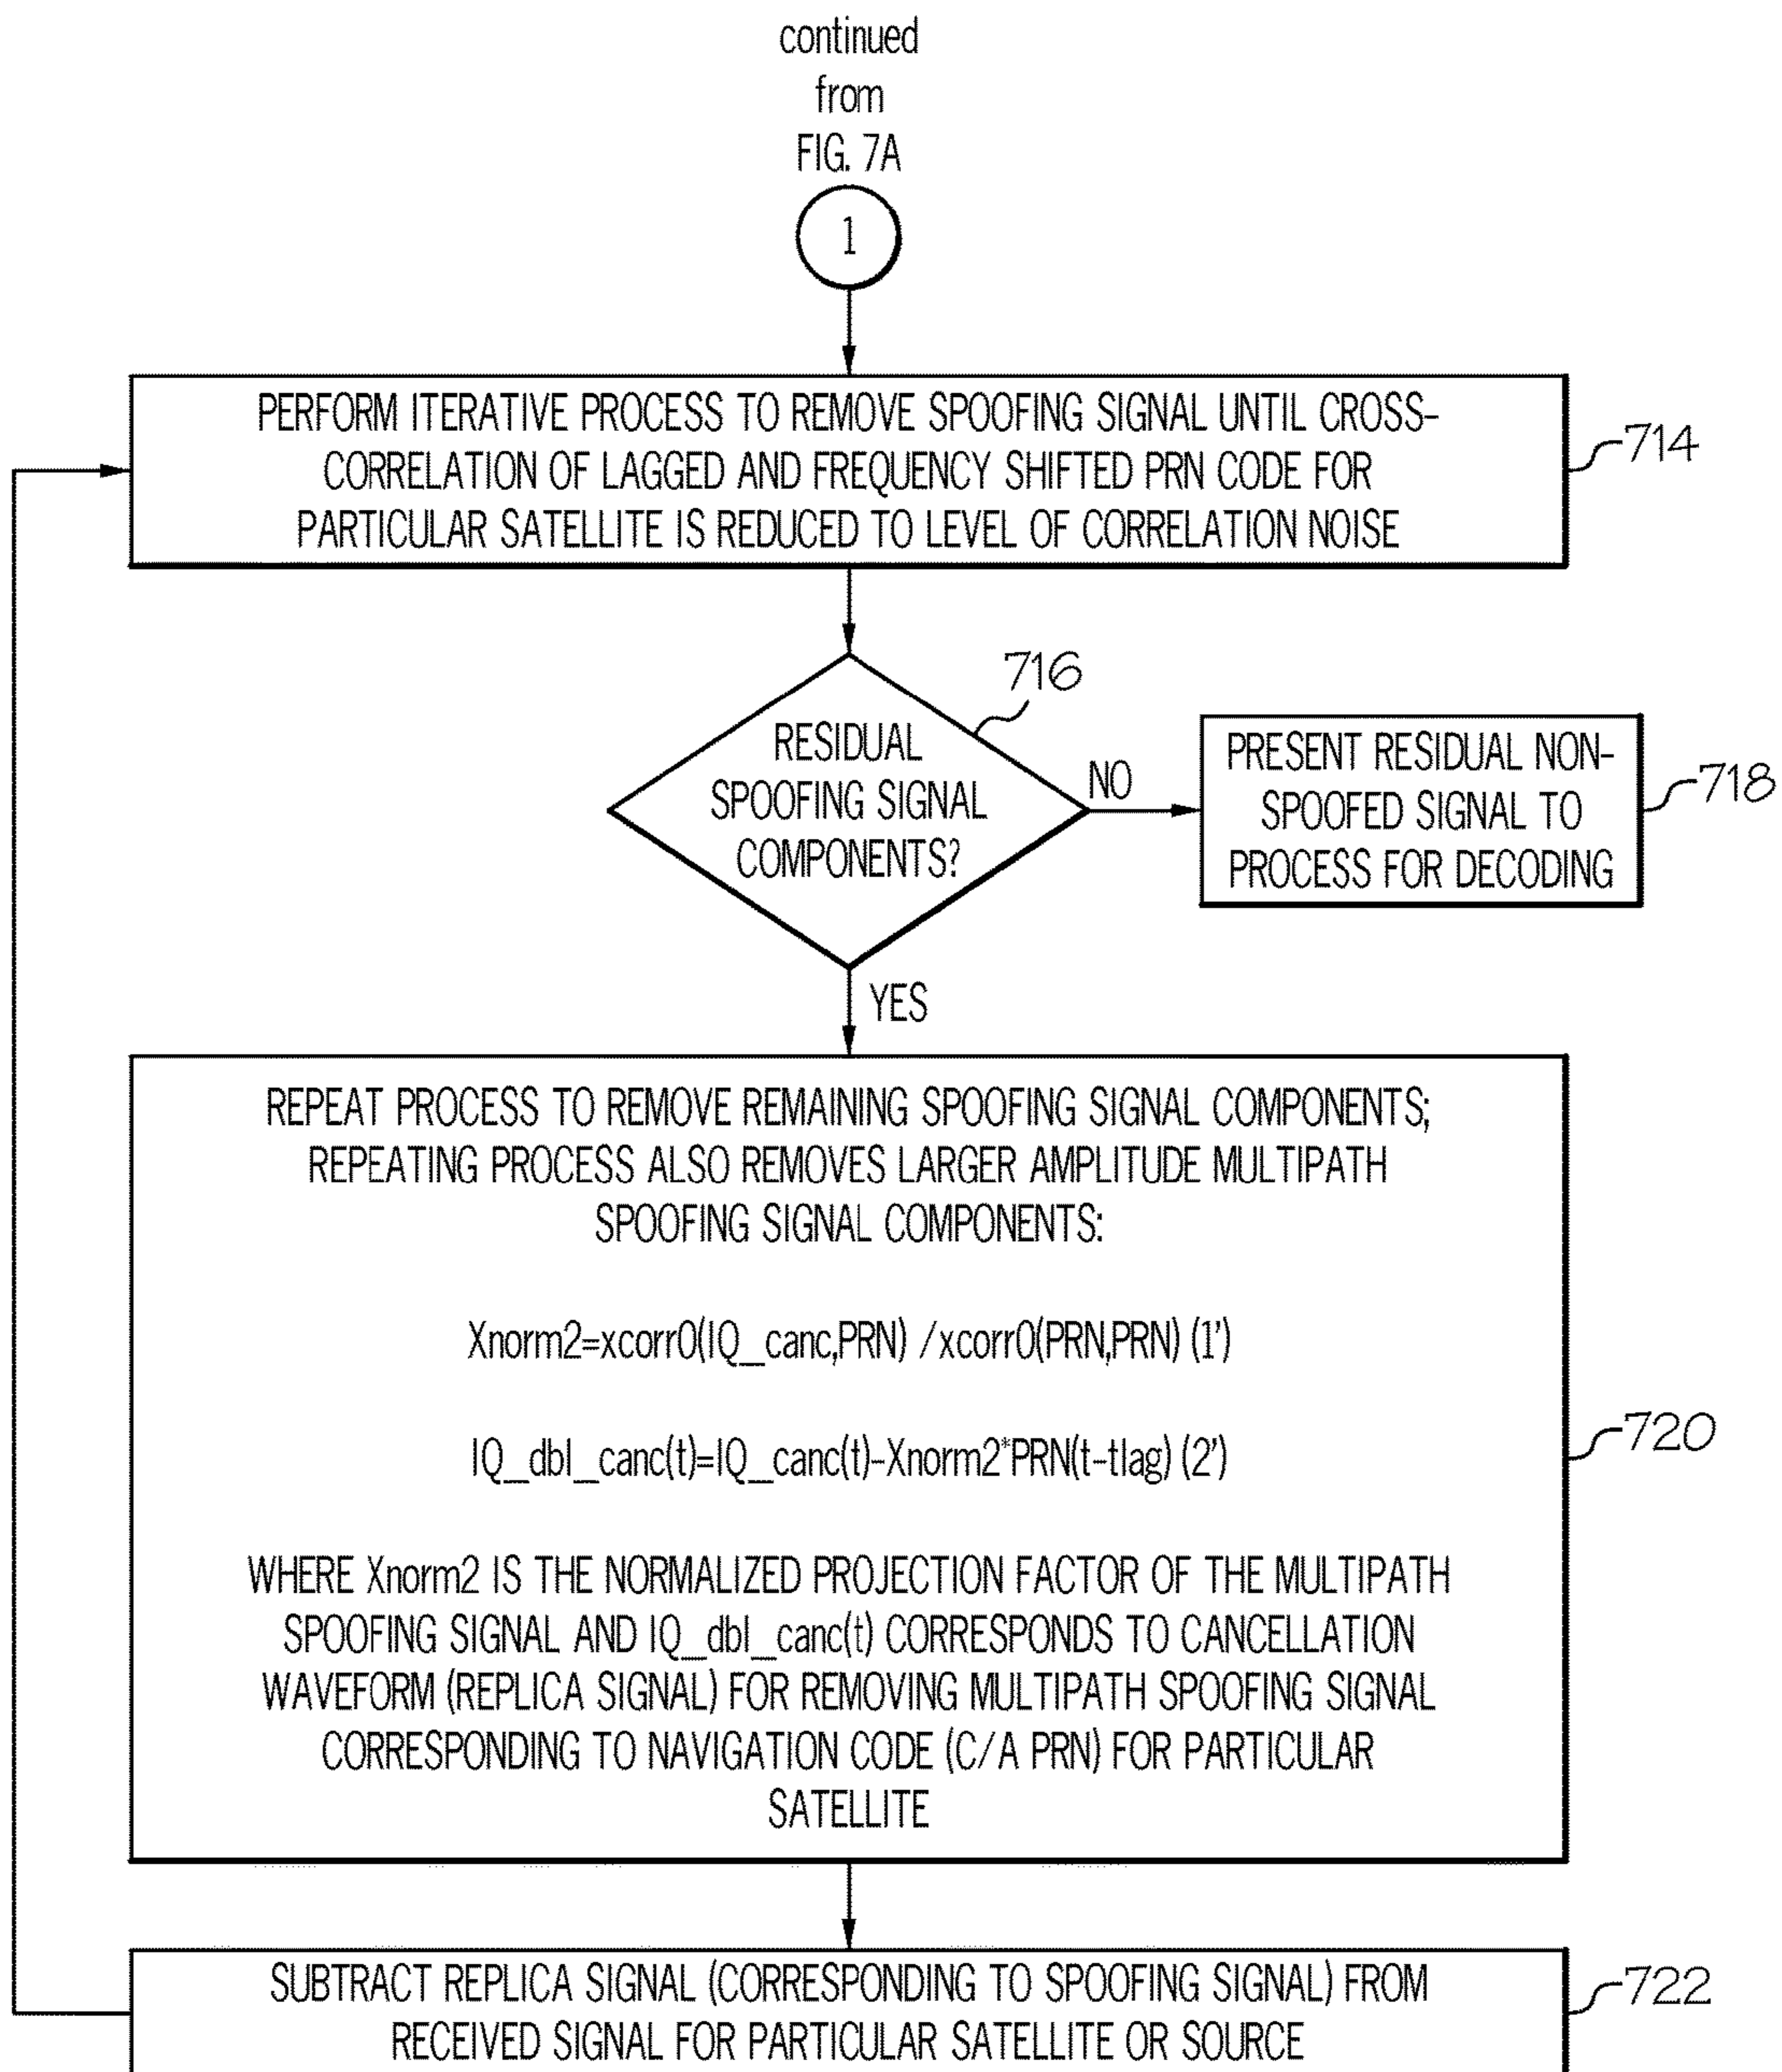 continued
from
FIG. 7A
1
PERFORM ITERATIVE PROCESS TO REMOVE SPOOFING SIGNAL UNTIL CROSS-
CORRELATION OF LAGGED AND FREQUENCY SHIFTED PRN CODE FOR
PARTICULAR SATELLITE IS REDUCED TO LEVEL OF CORRELATION NOISE
714
716
RESIDUAL
SPOOFING SIGNAL
COMPONENTS?
NO
PRESENT RESIDUAL NON-
SPOOFED SIGNAL TO
PROCESS FOR DECODING
718
YES
REPEAT PROCESS TO REMOVE REMAINING SPOOFING SIGNAL COMPONENTS;
REPEATING PROCESS ALSO REMOVES LARGER AMPLITUDE MULTIPATH
SPOOFING SIGNAL COMPONENTS:
Xnorm2=xcorr0(IQ_canc,PRN) /xcorr0(PRN,PRN) (1')
IQ_dbl_canc(t)=IQ_canc(t)-Xnorm2*PRN(t-tlag) (2')
WHERE Xnorm2 IS THE NORMALIZED PROJECTION FACTOR OF THE MULTIPATH
SPOOFING SIGNAL AND IQ_dbl_canc(t) CORRESPONDS TO CANCELLATION
WAVEFORM (REPLICA SIGNAL) FOR REMOVING MULTIPATH SPOOFING SIGNAL
CORRESPONDING TO NAVIGATION CODE (C/A PRN) FOR PARTICULAR
SATELLITE
720
SUBTRACT REPLICA SIGNAL (CORRESPONDING TO SPOOFING SIGNAL) FROM
RECEIVED SIGNAL FOR PARTICULAR SATELLITE OR SOURCE
722